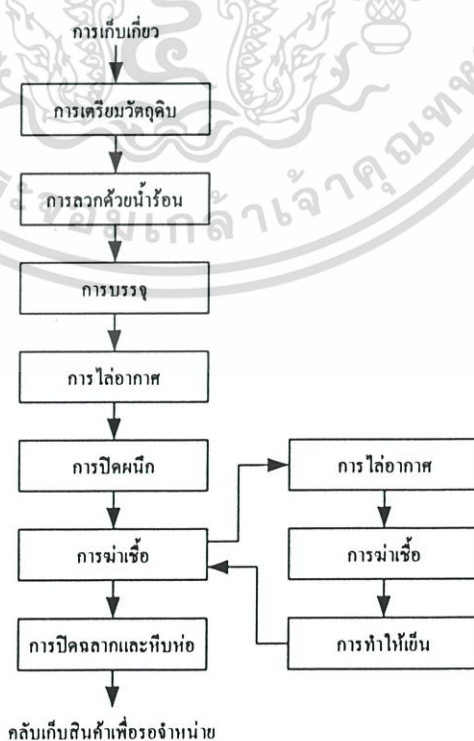 การเก็บเกี่ยว
การเตรียมวัตถุดิบ
การลวกด้วยน้ำร้อน
การบรรจุ
การไล่อากาศ
การปิดผนึก
การฆ่าเชื้อ
การปิดฉลากและหีบห่อ
คลับเก็บสินค้าเพื่อรอจำหน่าย
การไล่อากาศ
การฆ่าเชื้อ
การทำให้เย็น